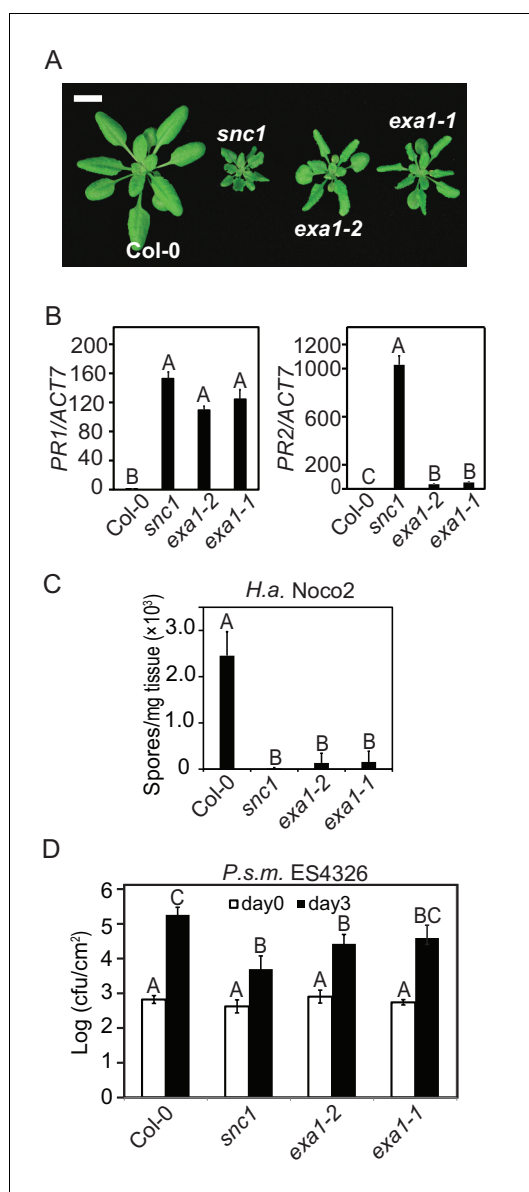 A
snc1
exa1-1
exa1-2
Col-0
B
PR1/ACT7
200
160
120
80
40
0
B
A
A
A
Col-0
snc1
exa1-2
exa1-1
PR2/ACT7
1200
1000
800
600
400
200
0
C
A
B
B
Col-0
snc1
exa1-2
exa1-1
C
H.a. Noco2
Spores/mg tissue (×10³)
3.0
2.0
1.0
0
A
B
B
B
Col-0
snc1
exa1-2
exa1-1
D
P.s.m. ES4326
day0
day3
Log (cfu/cm²)
6
5
4
3
2
1
0
A
C
A
B
A
B
A
BC
Col-0
snc1
exa1-2
exa1-1